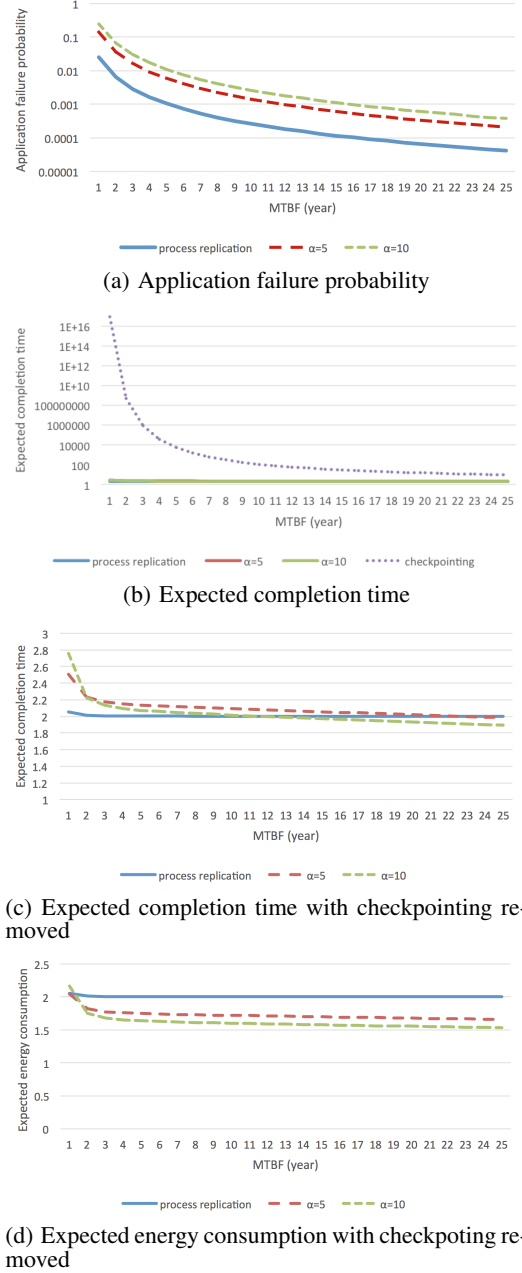 Application failure probability
1
0.1
0.01
0.001
0.0001
0.00001
1 2 3 4 5 6 7 8 9 10 11 12 13 14 15 16 17 18 19 20 21 22 23 24 25
MTBF (year)
process replication α=5 α=10
(a) Application failure probability
Expected completion time
1E+16
1E+14
1E+12
1E+10
100000000
1000000
10000
100
1
1 2 3 4 5 6 7 8 9 10 11 12 13 14 15 16 17 18 19 20 21 22 23 24 25
MTBF (year)
process replication α=5 α=10 checkpointing
(b) Expected completion time
Expected completion time
3
2.8
2.6
2.4
2.2
2
1.8
1.6
1.4
1.2
1
1 2 3 4 5 6 7 8 9 10 11 12 13 14 15 16 17 18 19 20 21 22 23 24 25
MTBF (year)
process replication α=5 α=10
(c) Expected completion time with checkpointing re-
moved
Expected energy consumption
2.5
2
1.5
1
0.5
0
1 2 3 4 5 6 7 8 9 10 11 12 13 14 15 16 17 18 19 20 21 22 23 24 25
MTBF (year)
process replication α=5 α=10
(d) Expected energy consumption with checkpoting re-
moved